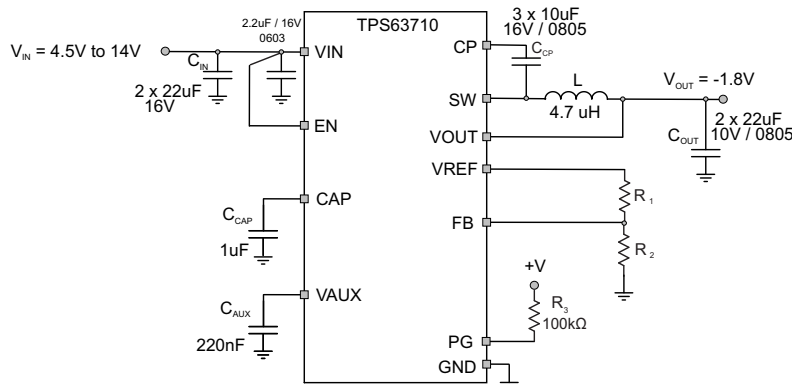 TPS63710
2.2uF / 16V
0603
V_IN = 4.5V to 14V
C_IN
2 x 22uF
16V
VIN
EN
CAP
C_CAP
1uF
VAUX
C_AUX
220nF
3 x 10uF
16V / 0805
CP
C_CP
SW
L
4.7 uH
V_OUT = -1.8V
2 x 22uF
10V / 0805
C_OUT
VOUT
VREF
R_1
FB
R_2
+V
R_3
100kΩ
PG
GND